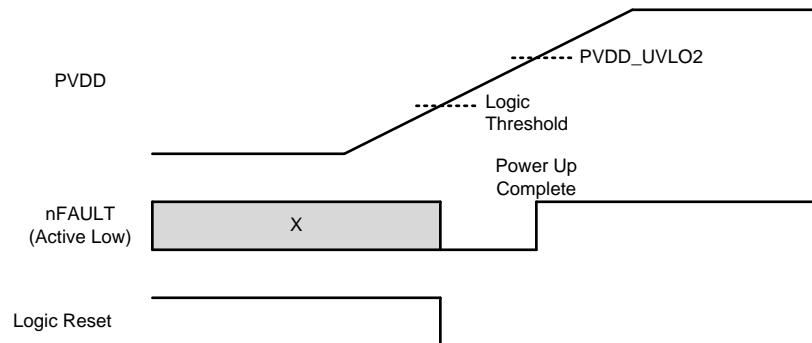 PVDD
PVDD_UVLO2
Logic
Threshold
Power Up
Complete
nFAULT
(Active Low)
X
Logic Reset